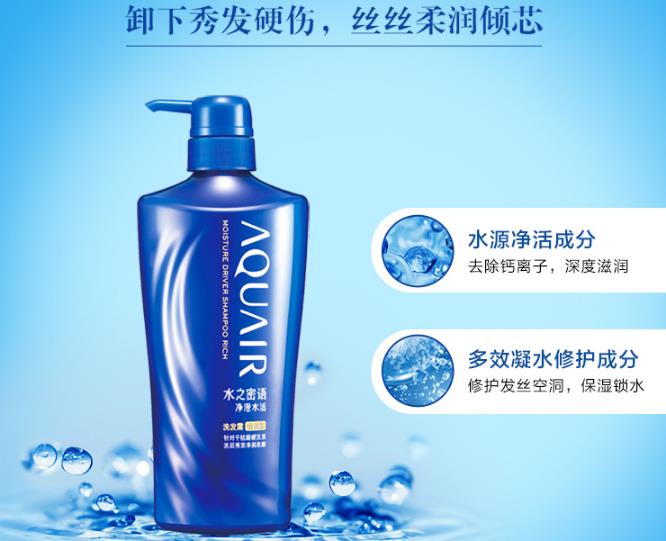 卸下秀发硬伤，丝丝柔润倾芯
AQUAIR
MOISTURE DRIVER SHAMPOO RICH
水之密语
净澄水活
洗发露
水源净活成分
去除钙离子，深度滋润
多效凝水修护成分
修护发丝空洞，保湿锁水